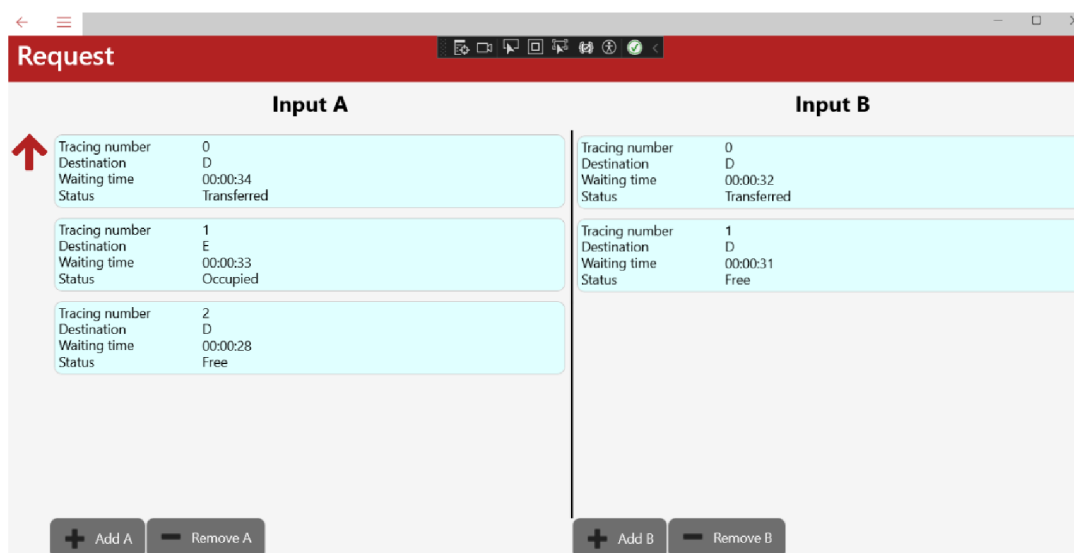 Request
Input A
Input B
Tracing number 0
Destination D
Waiting time 00:00:34
Status Transferred
Tracing number 1
Destination E
Waiting time 00:00:33
Status Occupied
Tracing number 2
Destination D
Waiting time 00:00:28
Status Free
Tracing number 0
Destination D
Waiting time 00:00:32
Status Transferred
Tracing number 1
Destination D
Waiting time 00:00:31
Status Free
Add A
Remove A
Add B
Remove B